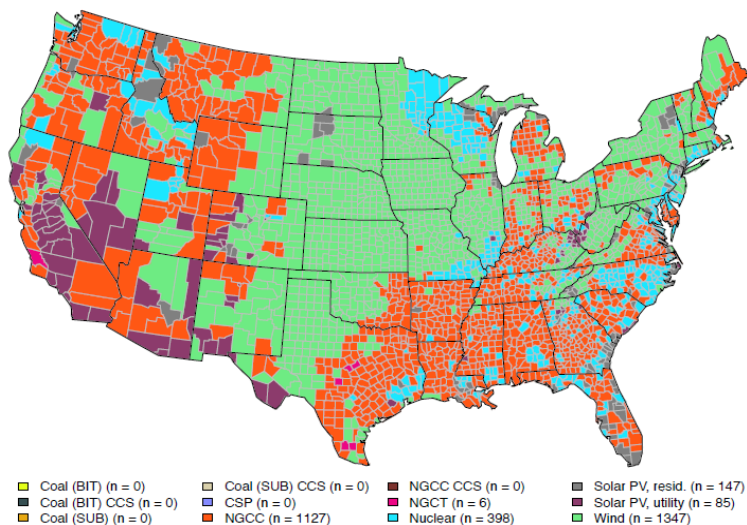 Coal (BIT) (n = 0) Coal (SUB) CCS (n = 0) NGCC CCS (n = 0) Solar PV, resid. (n = 147)
Coal (BIT) CCS (n = 0) CSP (n = 0) NGCT (n = 6) Solar PV, utility (n = 85)
Coal (SUB) (n = 0) NGCC (n = 1127) Nuclear (n = 398) Wind (n = 1347)